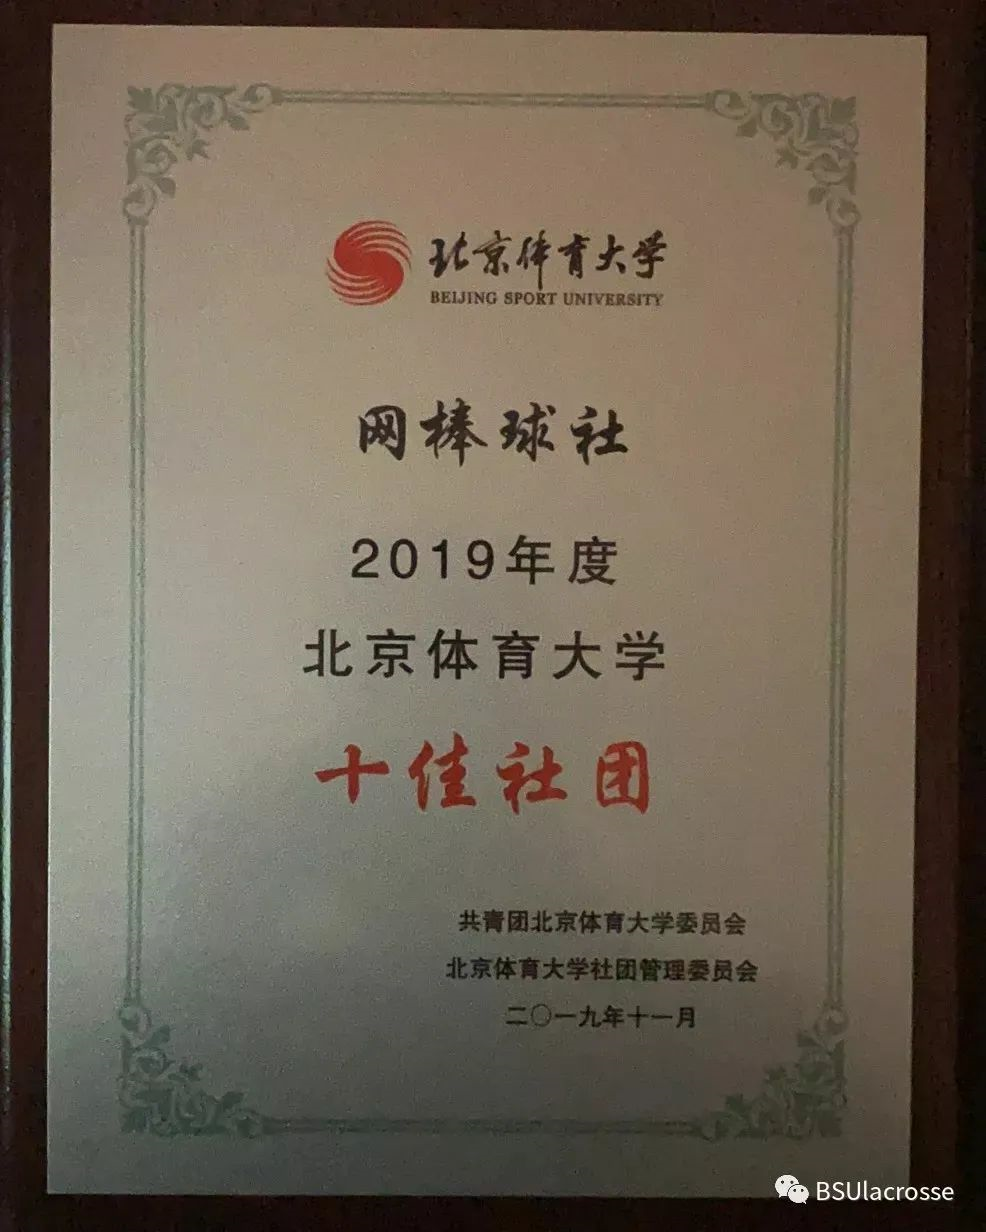 北京体育大学
BEIJING SPORT UNIVERSITY
网棒球社
2019年度
北京体育大学
十佳社团
共青团北京体育大学委员会
北京体育大学社团管理委员会
二〇一九年十一月
BSUlacrosse